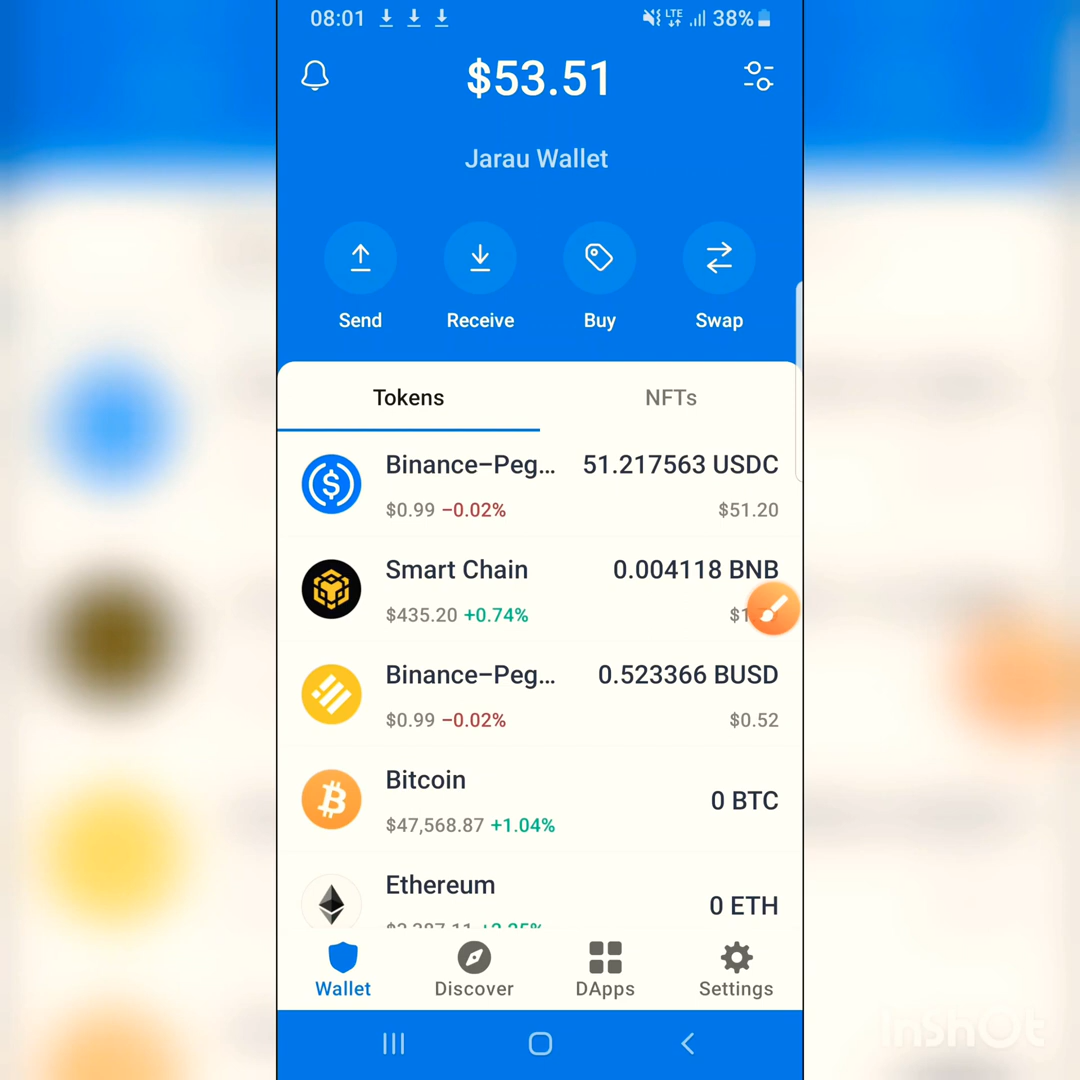 08:01 LTE 38%
$53.51
Jarau Wallet
Send Receive Buy Swap
Tokens NFTs
Binance–Peg... 51.217563 USDC
$0.99 –0.02% $51.20
Smart Chain 0.004118 BNB
$435.20 +0.74%
Binance–Peg... 0.523366 BUSD
$0.99 –0.02% $0.52
Bitcoin
0 BTC
$47,568.87 +1.04%
Ethereum
0 ETH
Wallet Discover DApps Settings
InShOt